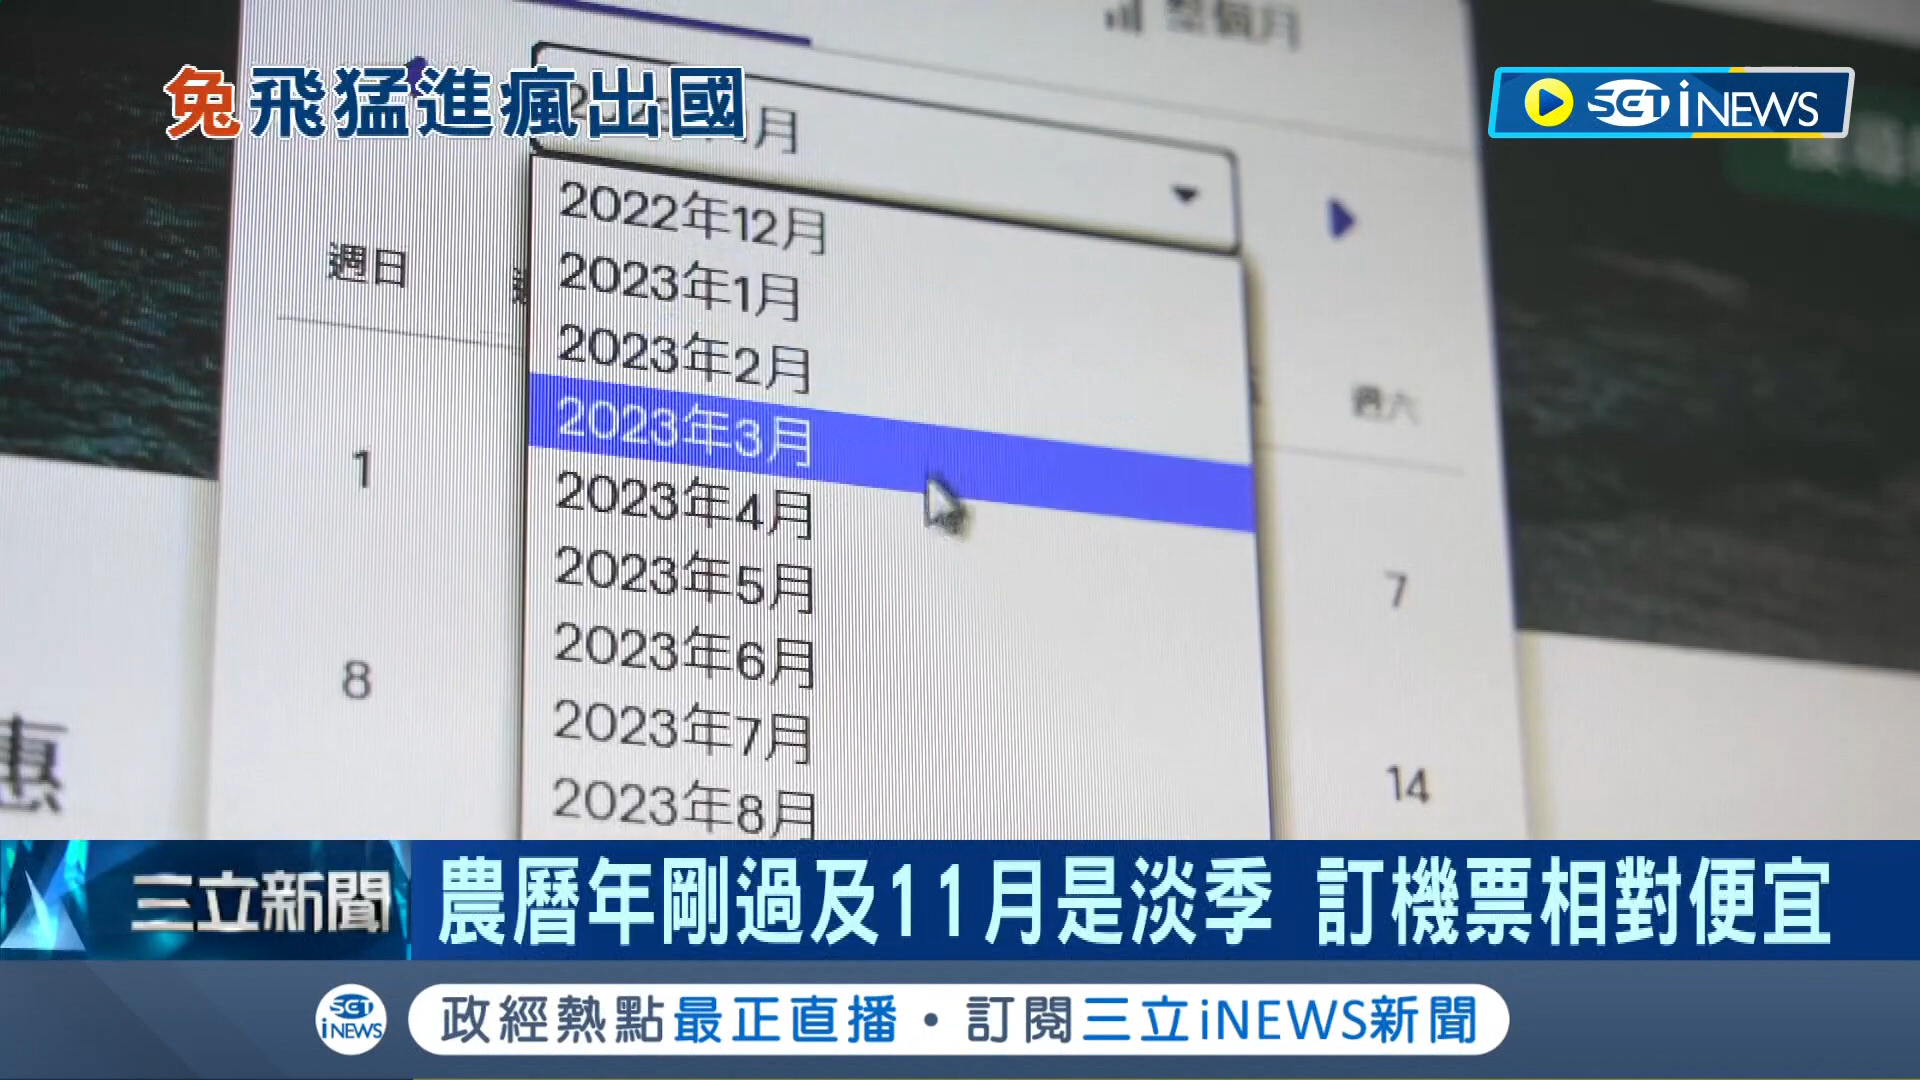 整個月
兔飛猛進瘋出國
SET iNEWS
月
2022年12月
2023年1月
2023年2月
2023年3月
2023年4月
2023年5月
2023年6月
2023年7月
2023年8月
週日
週六
1
7
8
14
惠
三立新聞
農曆年剛過及11月是淡季 訂機票相對便宜
SET iNEWS
政經熱點最正直播・訂閱三立iNEWS新聞